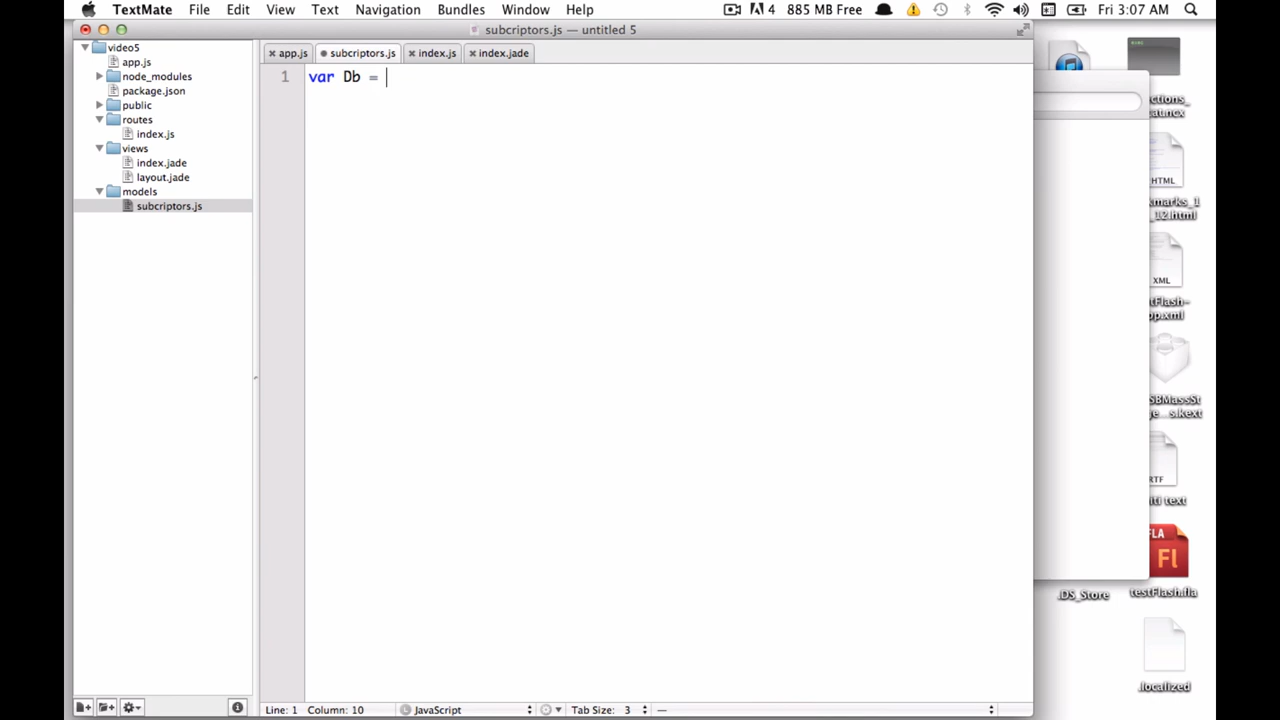 TextMate File Edit View Text Navigation Bundles Window Help 4 885 MB Free Fri 3:07 AM
subcriptors.js — untitled 5
video5
app.js
node_modules
package.json
public
routes
index.js
views
index.jade
layout.jade
models
subcriptors.js
app.js subcriptors.js index.js index.jade
1 var Db =
Line: 1 Column: 10 JavaScript Tab Size: 3 —
HTML
XML
RTF
FLA
Fl
.DS_Store
testFlash.fla
.localized